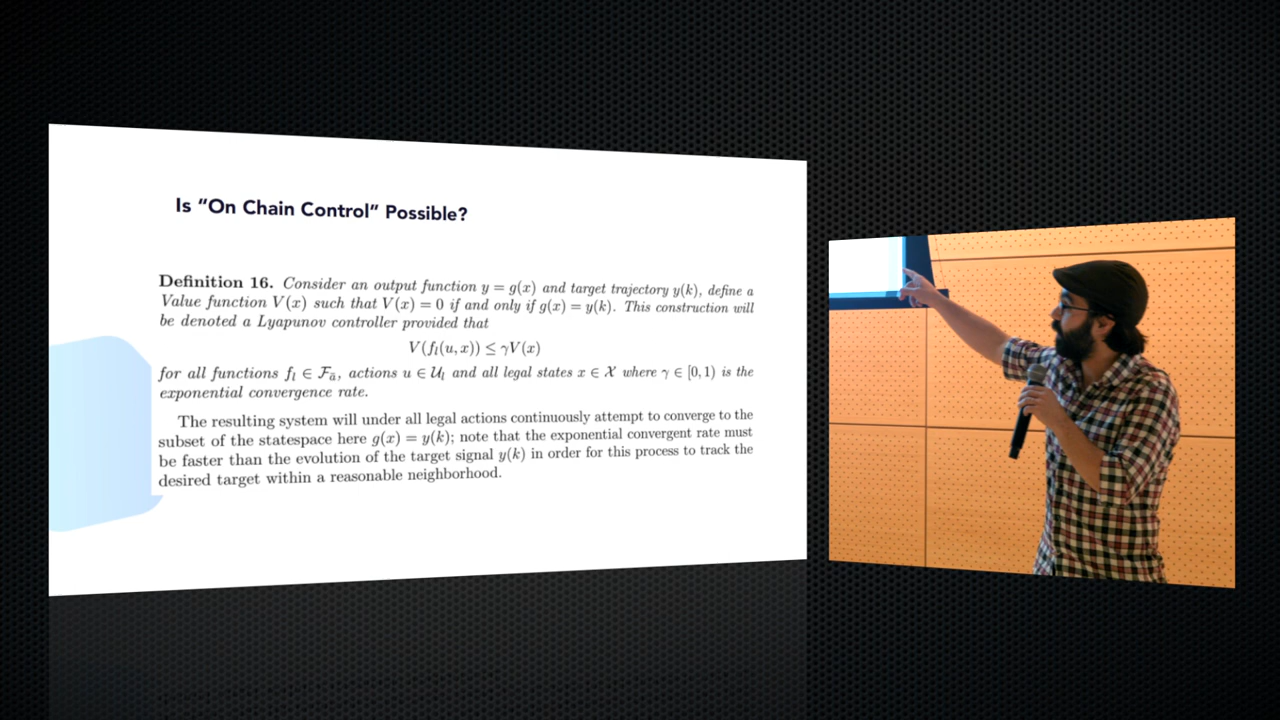 Is “On Chain Control” Possible?
Definition 16. Consider an output function y = g(x) and target trajectory y(k), define a
Value function V(x) such that V(x) = 0 if and only if g(x) = y(k). This construction will
be denoted a Lyapunov controller provided that
V(fₗ(u, x)) ≤ γV(x)
for all functions fₗ ∈ ℱₐ̄, actions u ∈ 𝒰ₗ and all legal states x ∈ 𝒳 where γ ∈ [0, 1) is the
exponential convergence rate.
The resulting system will under all legal actions continuously attempt to converge to the
subset of the statespace here g(x) = y(k); note that the exponential convergent rate must
be faster than the evolution of the target signal y(k) in order for this process to track the
desired target within a reasonable neighborhood.